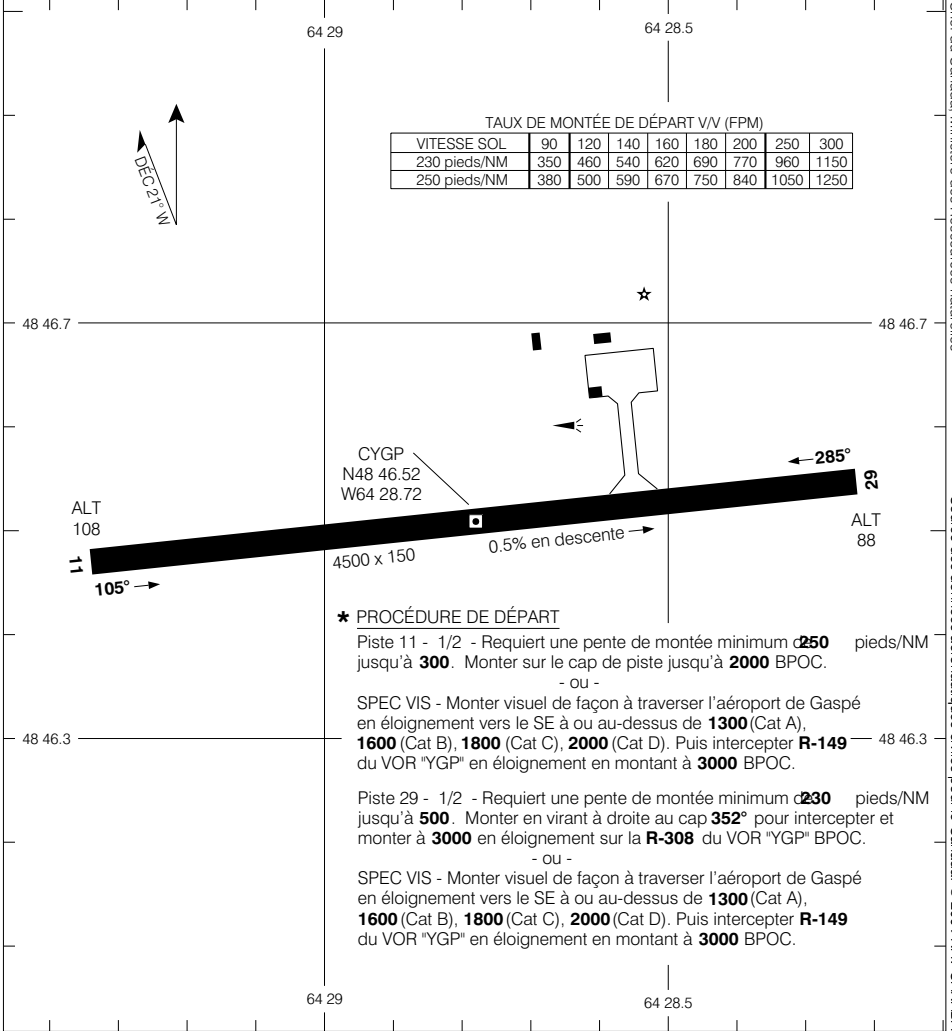 64 29
64 28.5
TAUX DE MONTÉE DE DÉPART V/V (FPM)
VITESSE SOL 90 120 140 160 180 200 250 300
230 pieds/NM 350 460 540 620 690 770 960 1150
250 pieds/NM 380 500 590 670 750 840 1050 1250
DÉC 21° W
48 46.7
48 46.7
CYGP
N48 46.52
W64 28.72
285°
29
ALT
108
ALT
88
11
4500 x 150
0.5% en descente
105°
* PROCÉDURE DE DÉPART
Piste 11 - 1/2 - Requiert une pente de montée minimum de 250 pieds/NM
jusqu'à 300. Monter sur le cap de piste jusqu'à 2000 BPOC.
- ou -
SPEC VIS - Monter visuel de façon à traverser l'aéroport de Gaspé
en éloignement vers le SE à ou au-dessus de 1300 (Cat A),
1600 (Cat B), 1800 (Cat C), 2000 (Cat D). Puis intercepter R-149
48 46.3
du VOR "YGP" en éloignement en montant à 3000 BPOC.
Piste 29 - 1/2 - Requiert une pente de montée minimum de 230 pieds/NM
jusqu'à 500. Monter en virant à droite au cap 352° pour intercepter et
monter à 3000 en éloignement sur la R-308 du VOR "YGP" BPOC.
- ou -
SPEC VIS - Monter visuel de façon à traverser l'aéroport de Gaspé
en éloignement vers le SE à ou au-dessus de 1300 (Cat A),
1600 (Cat B), 1800 (Cat C), 2000 (Cat D). Puis intercepter R-149
du VOR "YGP" en éloignement en montant à 3000 BPOC.
48 46.3
64 29
64 28.5